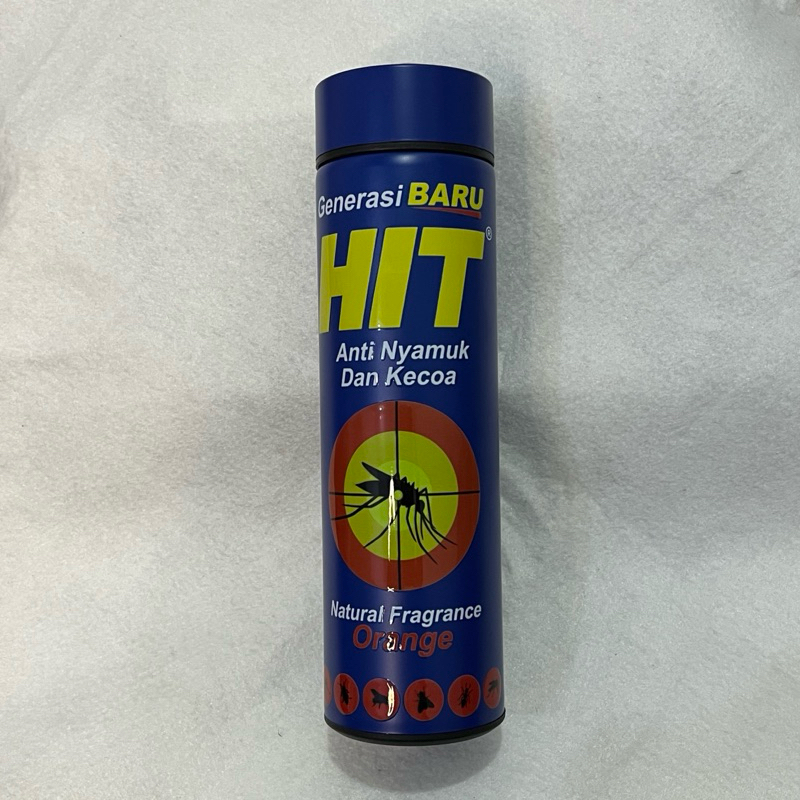 Generasi BARU
HIT®
Anti Nyamuk
Dan Kecoa
Natural Fragrance
Orange